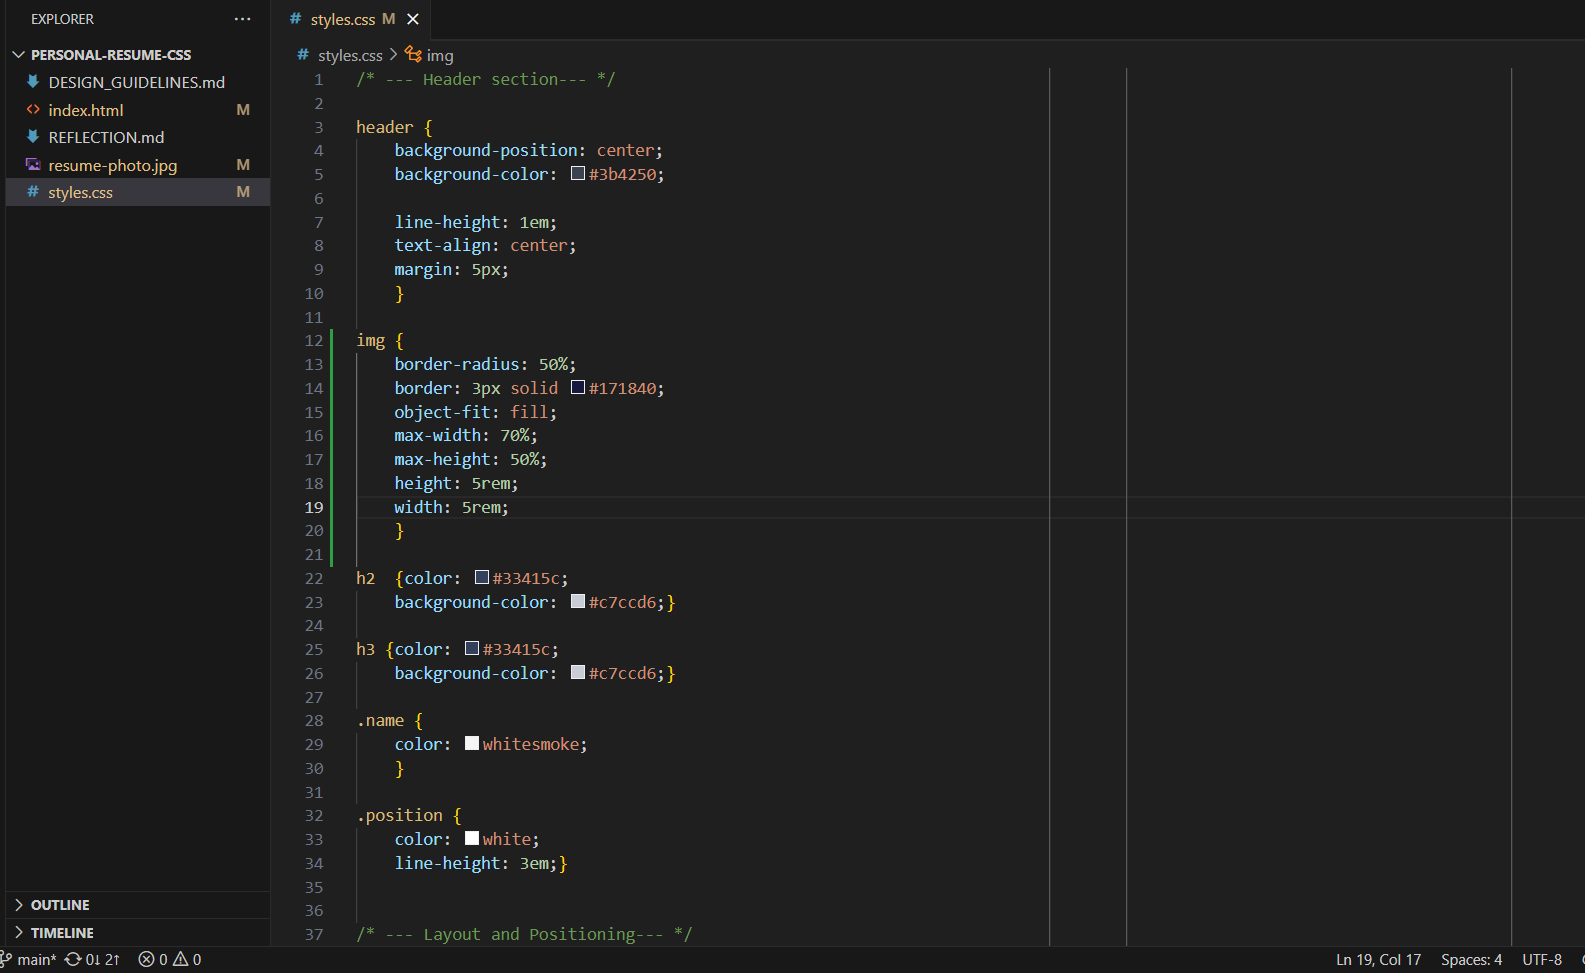 EXPLORER ···
PERSONAL-RESUME-CSS
DESIGN_GUIDELINES.md
index.html M
REFLECTION.md
resume-photo.jpg M
styles.css M
OUTLINE
TIMELINE
# styles.css M ×
# styles.css > img
1 /* --- Header section--- */
2
3 header {
4     background-position: center;
5     background-color: #3b4250;
6
7     line-height: 1em;
8     text-align: center;
9     margin: 5px;
10     }
11
12 img {
13     border-radius: 50%;
14     border: 3px solid #171840;
15     object-fit: fill;
16     max-width: 70%;
17     max-height: 50%;
18     height: 5rem;
19     width: 5rem;
20     }
21
22 h2  {color: #33415c;
23     background-color: #c7ccd6;}
24
25 h3 {color: #33415c;
26     background-color: #c7ccd6;}
27
28 .name {
29     color: whitesmoke;
30     }
31
32 .position {
33     color: white;
34     line-height: 3em;}
35
36
37 /* --- Layout and Positioning--- */
main* 0↓ 2↑ 0 0 Ln 19, Col 17 Spaces: 4 UTF-8